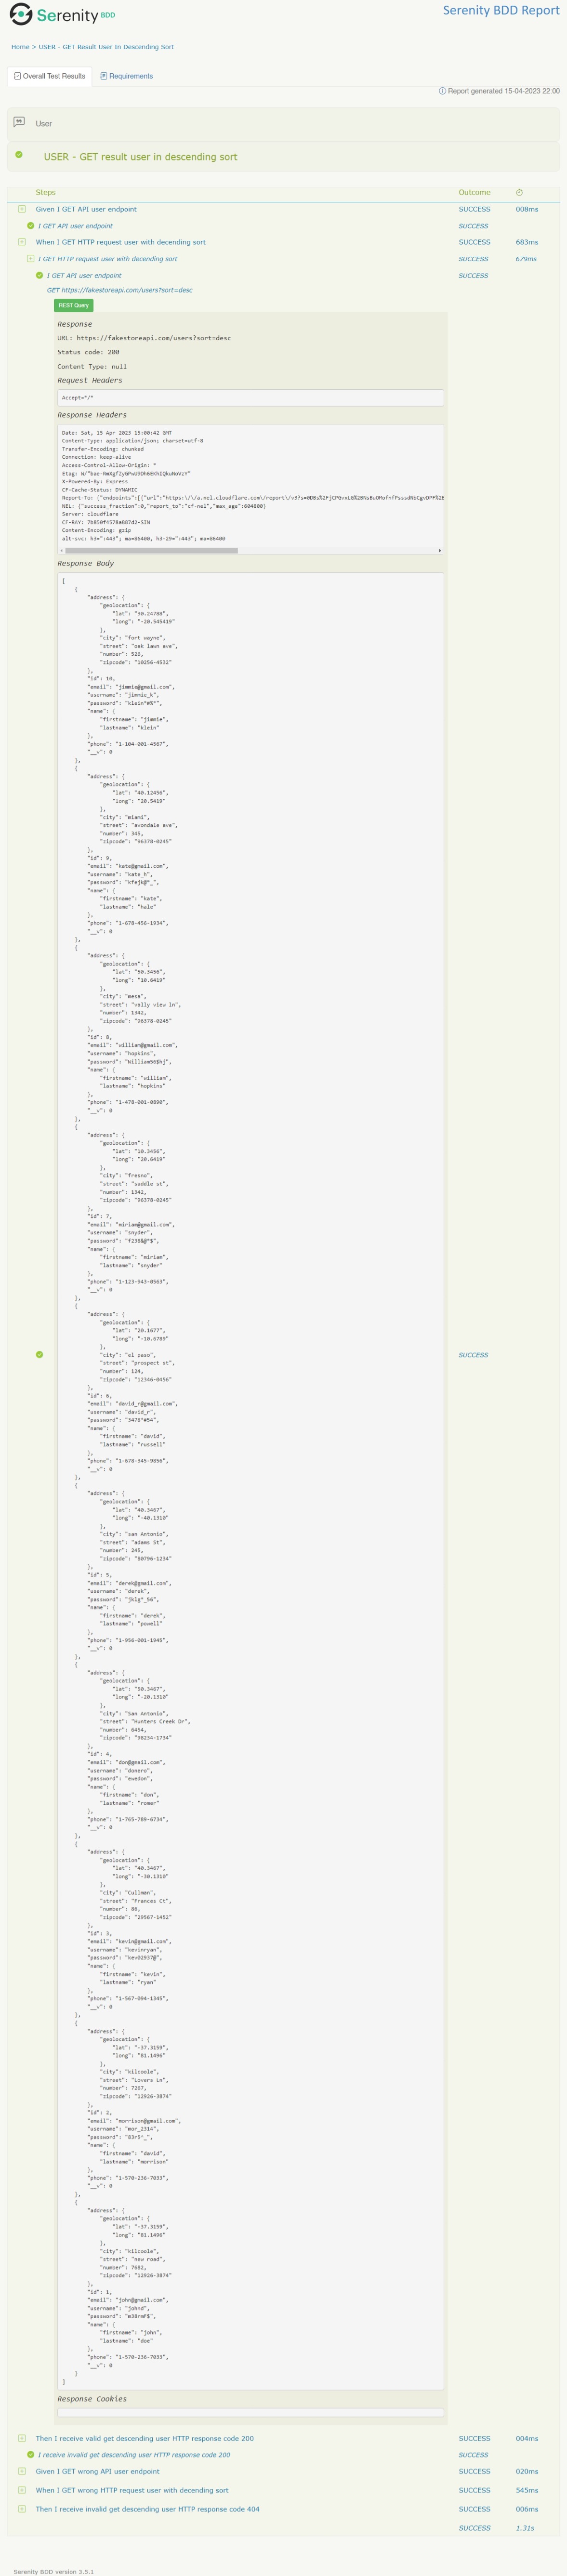 Serenity BDD
Serenity BDD Report
Home > USER - GET Result User In Descending Sort
Overall Test Results
Requirements
Report generated 15-04-2023 22:00
User
USER - GET result user in descending sort
Steps Outcome
Given I GET API user endpoint SUCCESS 008ms
I GET API user endpoint SUCCESS
When I GET HTTP request user with decending sort SUCCESS 683ms
I GET HTTP request user with decending sort SUCCESS 679ms
I GET API user endpoint SUCCESS
GET https://fakestoreapi.com/users?sort=desc
REST Query
Response
URL: https://fakestoreapi.com/users?sort=desc
Status code: 200
Content Type: null
Request Headers
Accept=*/*
Response Headers
Date: Sat, 15 Apr 2023 15:00:42 GMT
Content-Type: application/json; charset=utf-8
Transfer-Encoding: chunked
Connection: keep-alive
Access-Control-Allow-Origin: *
X-Powered-By: Express
CF-Cache-Status: DYNAMIC
NEL: {"success_fraction":0,"report_to":"cf-nel","max_age":604800}
Server: cloudflare
CF-RAY: 7b850f4578a887d2-SIN
Content-Encoding: gzip
alt-svc: h3=":443"; ma=86400, h3-29=":443"; ma=86400
Response Body
[
{
"address": {
"geolocation": {
"lat": "30.24788",
"long": "-20.545419"
},
"city": "fort wayne",
"street": "oak lawn ave",
"number": 526,
"zipcode": "10256-4532"
},
"id": 10,
"email": "jimmie@gmail.com",
"username": "jimmie_k",
"password": "klein*#%*",
"name": {
"firstname": "jimmie",
"lastname": "klein"
},
"phone": "1-104-001-4567",
"__v": 0
},
{
"address": {
"geolocation": {
"lat": "40.12456",
"long": "20.5419"
},
"city": "miami",
"street": "avondale ave",
"number": 345,
"zipcode": "96378-0245"
},
"id": 9,
"email": "kate@gmail.com",
"username": "kate_h",
"password": "kfejk@*_",
"name": {
"firstname": "kate",
"lastname": "hale"
},
"phone": "1-678-456-1934",
"__v": 0
},
{
"address": {
"geolocation": {
"lat": "50.3456",
"long": "10.6419"
},
"city": "mesa",
"street": "vally view ln",
"number": 1342,
"zipcode": "96378-0245"
},
"id": 8,
"email": "william@gmail.com",
"username": "hopkins",
"password": "William56$hj",
"name": {
"firstname": "william",
"lastname": "hopkins"
},
"phone": "1-478-001-0890",
"__v": 0
},
{
"address": {
"geolocation": {
"lat": "10.3456",
"long": "20.6419"
},
"city": "fresno",
"street": "saddle st",
"number": 1342,
"zipcode": "96378-0245"
},
"id": 7,
"email": "miriam@gmail.com",
"username": "snyder",
"password": "f238&@*$",
"name": {
"firstname": "miriam",
"lastname": "snyder"
},
"phone": "1-123-943-0563",
"__v": 0
},
{
"address": {
"geolocation": {
"lat": "20.1677",
"long": "-10.6789"
},
"city": "el paso",
"street": "prospect st",
"number": 124,
"zipcode": "12346-0456"
},
"id": 6,
"email": "david_r@gmail.com",
"username": "david_r",
"password": "3478*#54",
"name": {
"firstname": "david",
"lastname": "russell"
},
"phone": "1-678-345-9856",
"__v": 0
},
SUCCESS
{
"address": {
"geolocation": {
"lat": "40.3467",
"long": "-40.1310"
},
"city": "san Antonio",
"street": "adams St",
"number": 245,
"zipcode": "80796-1234"
},
"id": 5,
"email": "derek@gmail.com",
"username": "derek",
"password": "jklg*_56",
"name": {
"firstname": "derek",
"lastname": "powell"
},
"phone": "1-956-001-1945",
"__v": 0
},
{
"address": {
"geolocation": {
"lat": "50.3467",
"long": "-20.1310"
},
"city": "San Antonio",
"street": "Hunters Creek Dr",
"number": 6454,
"zipcode": "98234-1734"
},
"id": 4,
"email": "don@gmail.com",
"username": "donero",
"password": "ewedon",
"name": {
"firstname": "don",
"lastname": "romer"
},
"phone": "1-765-789-6734",
"__v": 0
},
{
"address": {
"geolocation": {
"lat": "40.3467",
"long": "-30.1310"
},
"city": "Cullman",
"street": "Frances Ct",
"number": 86,
"zipcode": "29567-1452"
},
"id": 3,
"email": "kevin@gmail.com",
"username": "kevinryan",
"password": "kev02937@",
"name": {
"firstname": "kevin",
"lastname": "ryan"
},
"phone": "1-567-094-1345",
"__v": 0
},
{
"address": {
"geolocation": {
"lat": "-37.3159",
"long": "81.1496"
},
"city": "kilcoole",
"street": "Lovers Ln",
"number": 7267,
"zipcode": "12926-3874"
},
"id": 2,
"email": "morrison@gmail.com",
"username": "mor_2314",
"password": "83r5^_",
"name": {
"firstname": "david",
"lastname": "morrison"
},
"phone": "1-570-236-7033",
"__v": 0
},
{
"address": {
"geolocation": {
"lat": "-37.3159",
"long": "81.1496"
},
"city": "kilcoole",
"street": "new road",
"number": 7682,
"zipcode": "12926-3874"
},
"id": 1,
"email": "john@gmail.com",
"username": "johnd",
"password": "m38rmF$",
"name": {
"firstname": "john",
"lastname": "doe"
},
"phone": "1-570-236-7033",
"__v": 0
}
]
Response Cookies
Then I receive valid get descending user HTTP response code 200 SUCCESS 004ms
I receive invalid get descending user HTTP response code 200 SUCCESS
Given I GET wrong API user endpoint SUCCESS 020ms
When I GET wrong HTTP request user with decending sort SUCCESS 545ms
Then I receive invalid get descending user HTTP response code 404 SUCCESS 006ms
SUCCESS 1.31s
Serenity BDD version 3.5.1